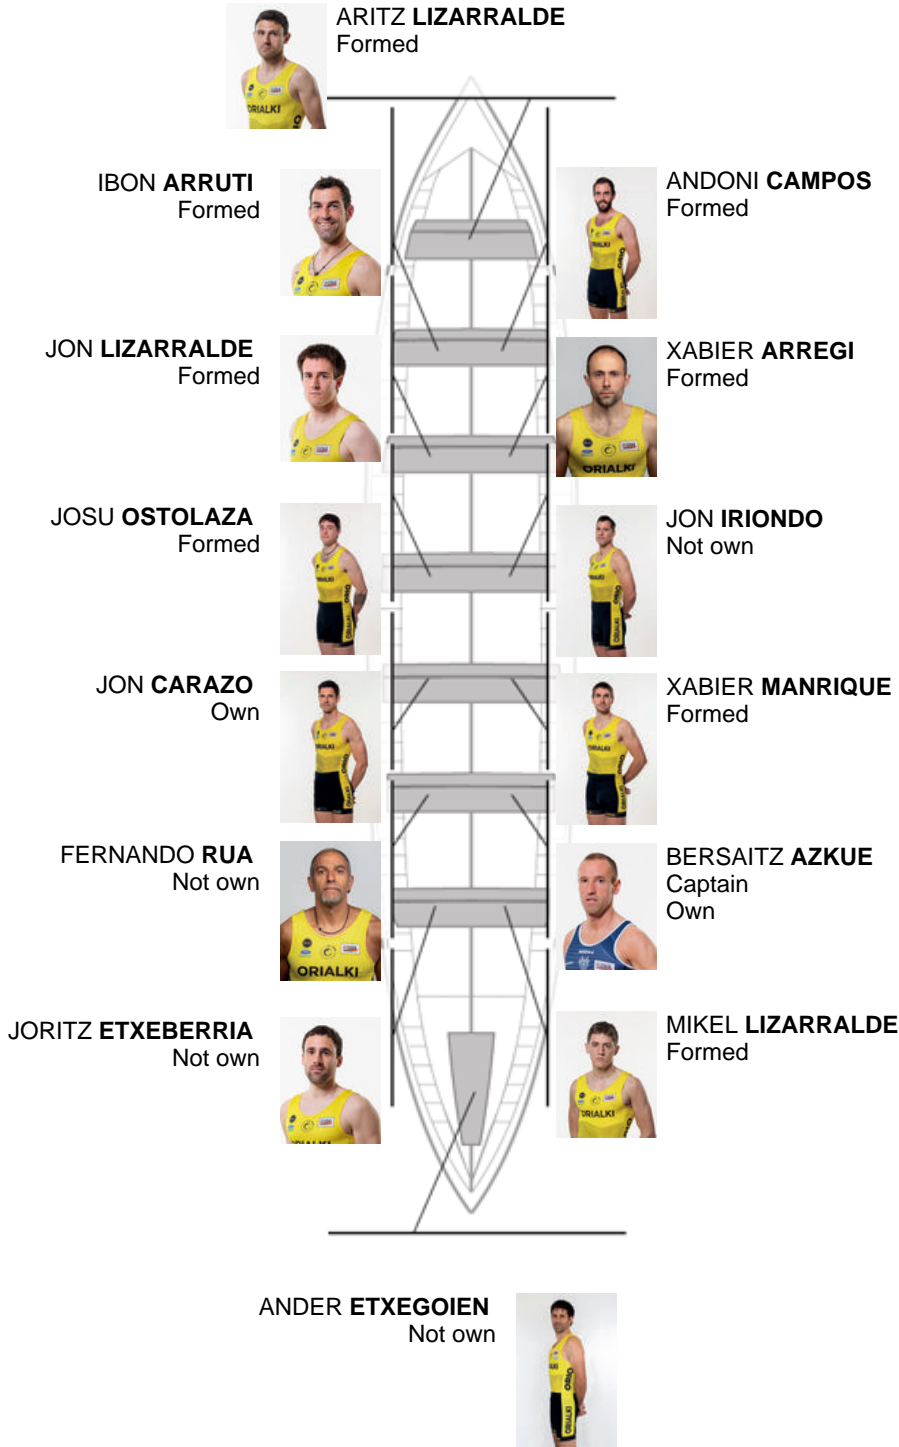 ARITZ LIZARRALDE
Formed
IBON ARRUTI
Formed
ANDONI CAMPOS
Formed
JON LIZARRALDE
Formed
XABIER ARREGI
Formed
ORIALKI
JOSU OSTOLAZA
Formed
JON IRIONDO
Not own
JON CARAZO
Own
XABIER MANRIQUE
Formed
FERNANDO RUA
Not own
ORIALKI
BERSAITZ AZKUE
Captain
Own
JORITZ ETXEBERRIA
Not own
MIKEL LIZARRALDE
Formed
ANDER ETXEGOIEN
Not own